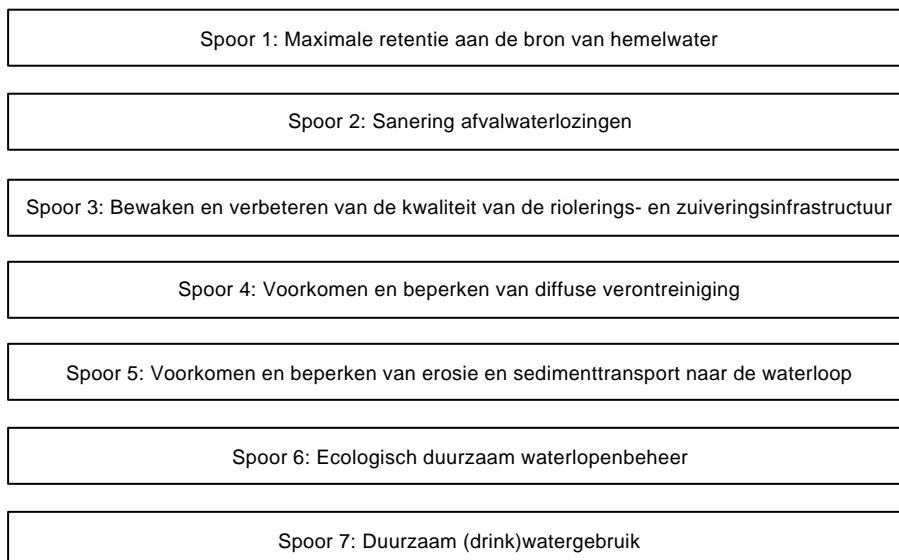 Spoor 1: Maximale retentie aan de bron van hemelwater
Spoor 2: Sanering afvalwaterlozingen
Spoor 3: Bewaken en verbeteren van de kwaliteit van de riolerings- en zuiveringsinfrastructuur
Spoor 4: Voorkomen en beperken van diffuse verontreiniging
Spoor 5: Voorkomen en beperken van erosie en sedimenttransport naar de waterloop
Spoor 6: Ecologisch duurzaam waterlopenbeheer
Spoor 7: Duurzaam (drink)watergebruik